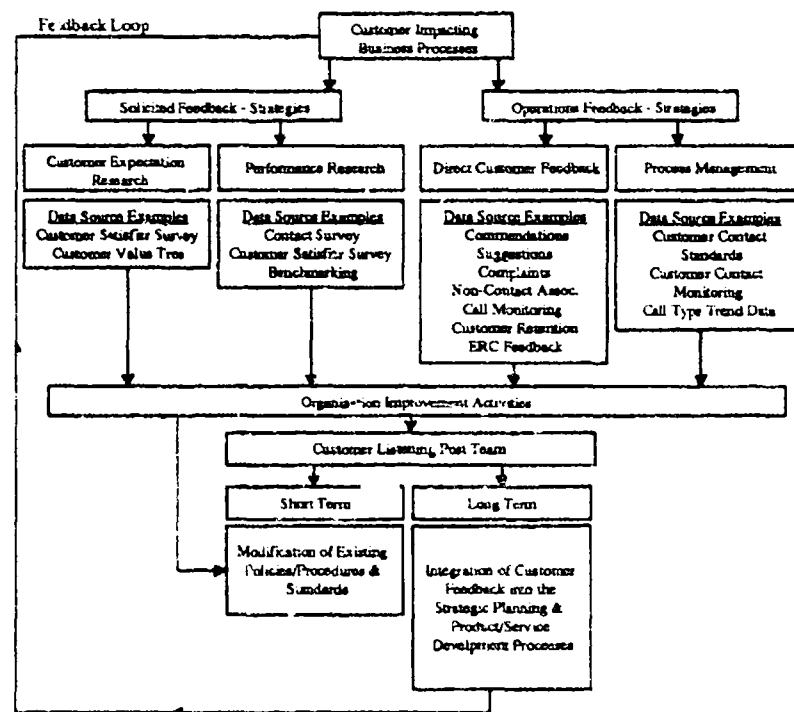 Feedback Loop
Customer Impacting
Business Processes
Solicited Feedback - Strategies
Operations Feedback - Strategies
Customer Expectation
Research
Performance Research
Direct Customer Feedback
Process Management
Data Source Examples
Customer Satisfier Survey
Customer Value Tree
Data Source Examples
Contact Survey
Customer Satisfier Survey
Benchmarking
Data Source Examples
Commendations
Suggestions
Complaints
Non-Contact Assoc.
Call Monitoring
Customer Retention
ERC Feedback
Data Source Examples
Customer Contact
Standards
Customer Contact
Monitoring
Call Type Trend Data
Organization Improvement Activities
Customer Listening Post Team
Short Term
Long Term
Modification of Existing
Policies/Procedures &
Standards
Integration of Customer
Feedback into the
Strategic Planning &
Product/Service
Develpment Processes